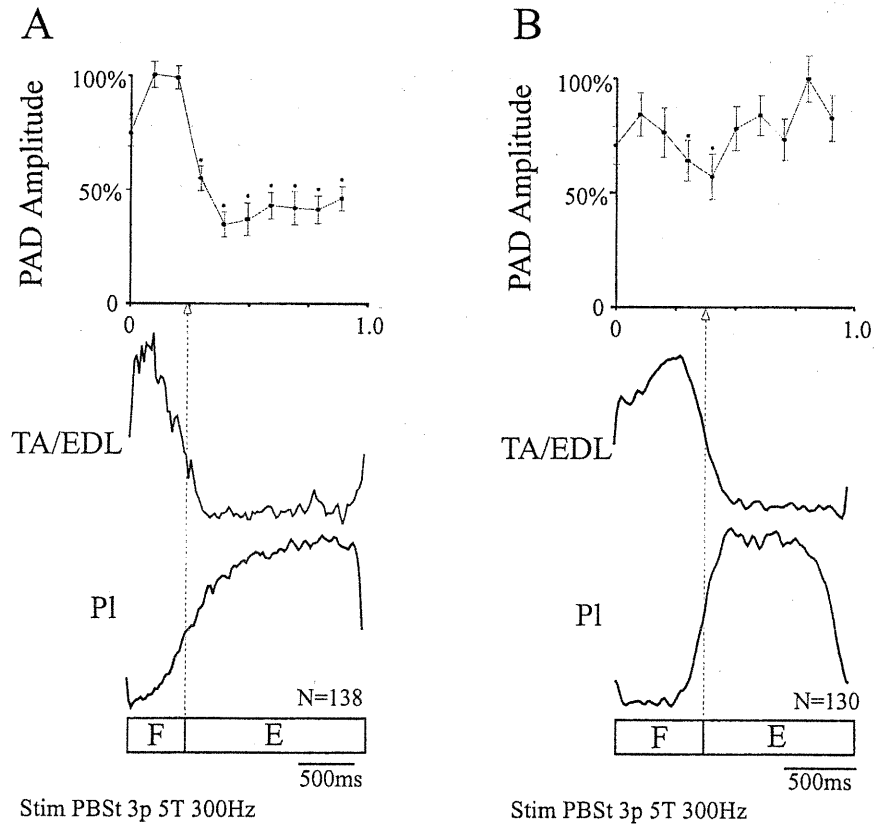 A
PAD Amplitude
100%
50%
0
0
1.0
TA/EDL
Pl
N=138
F
E
500ms
Stim PBSt 3p 5T 300Hz
B
PAD Amplitude
100%
50%
0
0
1.0
TA/EDL
Pl
N=130
F
E
500ms
Stim PBSt 3p 5T 300Hz